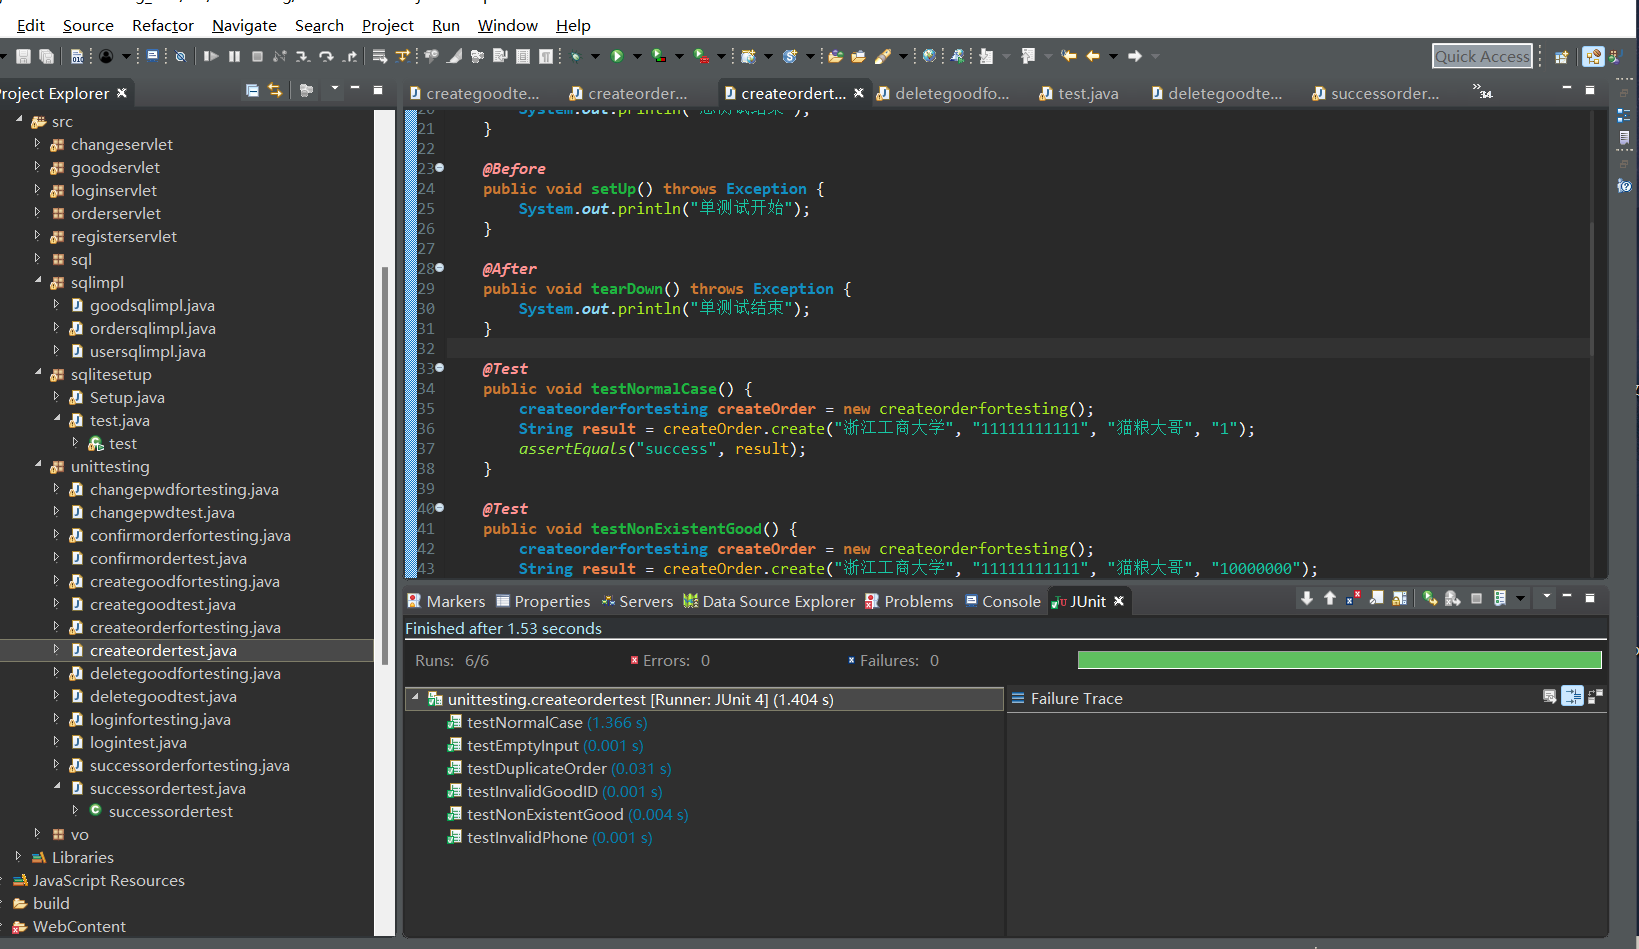 Edit Source Refactor Navigate Search Project Run Window Help
Quick Access
Project Explorer
creategoodte...
createorder...
createordert...
deletegoodfo...
test.java
deletegoodte...
successorder...
34
src
changeservlet
goodservlet
loginservlet
orderservlet
registerservlet
sql
sqlimpl
goodsqlimpl.java
ordersqlimpl.java
usersqlimpl.java
sqlitesetup
Setup.java
test.java
test
unittesting
changepwdfortesting.java
changepwdtest.java
confirmorderfortesting.java
confirmordertest.java
creategoodfortesting.java
creategoodtest.java
createorderfortesting.java
createordertest.java
deletegoodfortesting.java
deletegoodtest.java
loginfortesting.java
logintest.java
successorderfortesting.java
successordertest.java
successordertest
vo
Libraries
JavaScript Resources
build
WebContent
20 System.out.println("总测试结束");
21 }
22
23 @Before
24 public void setUp() throws Exception {
25 System.out.println("单测试开始");
26 }
27
28 @After
29 public void tearDown() throws Exception {
30 System.out.println("单测试结束");
31 }
32
33 @Test
34 public void testNormalCase() {
35 createorderfortesting createOrder = new createorderfortesting();
36 String result = createOrder.create("浙江工商大学", "11111111111", "猫粮大哥", "1");
37 assertEquals("success", result);
38 }
39
40 @Test
41 public void testNonExistentGood() {
42 createorderfortesting createOrder = new createorderfortesting();
43 String result = createOrder.create("浙江工商大学", "11111111111", "猫粮大哥", "10000000");
Markers Properties Servers Data Source Explorer Problems Console JUnit
Finished after 1.53 seconds
Runs: 6/6 Errors: 0 Failures: 0
unittesting.createordertest [Runner: JUnit 4] (1.404 s)
testNormalCase (1.366 s)
testEmptyInput (0.001 s)
testDuplicateOrder (0.031 s)
testInvalidGoodID (0.001 s)
testNonExistentGood (0.004 s)
testInvalidPhone (0.001 s)
Failure Trace